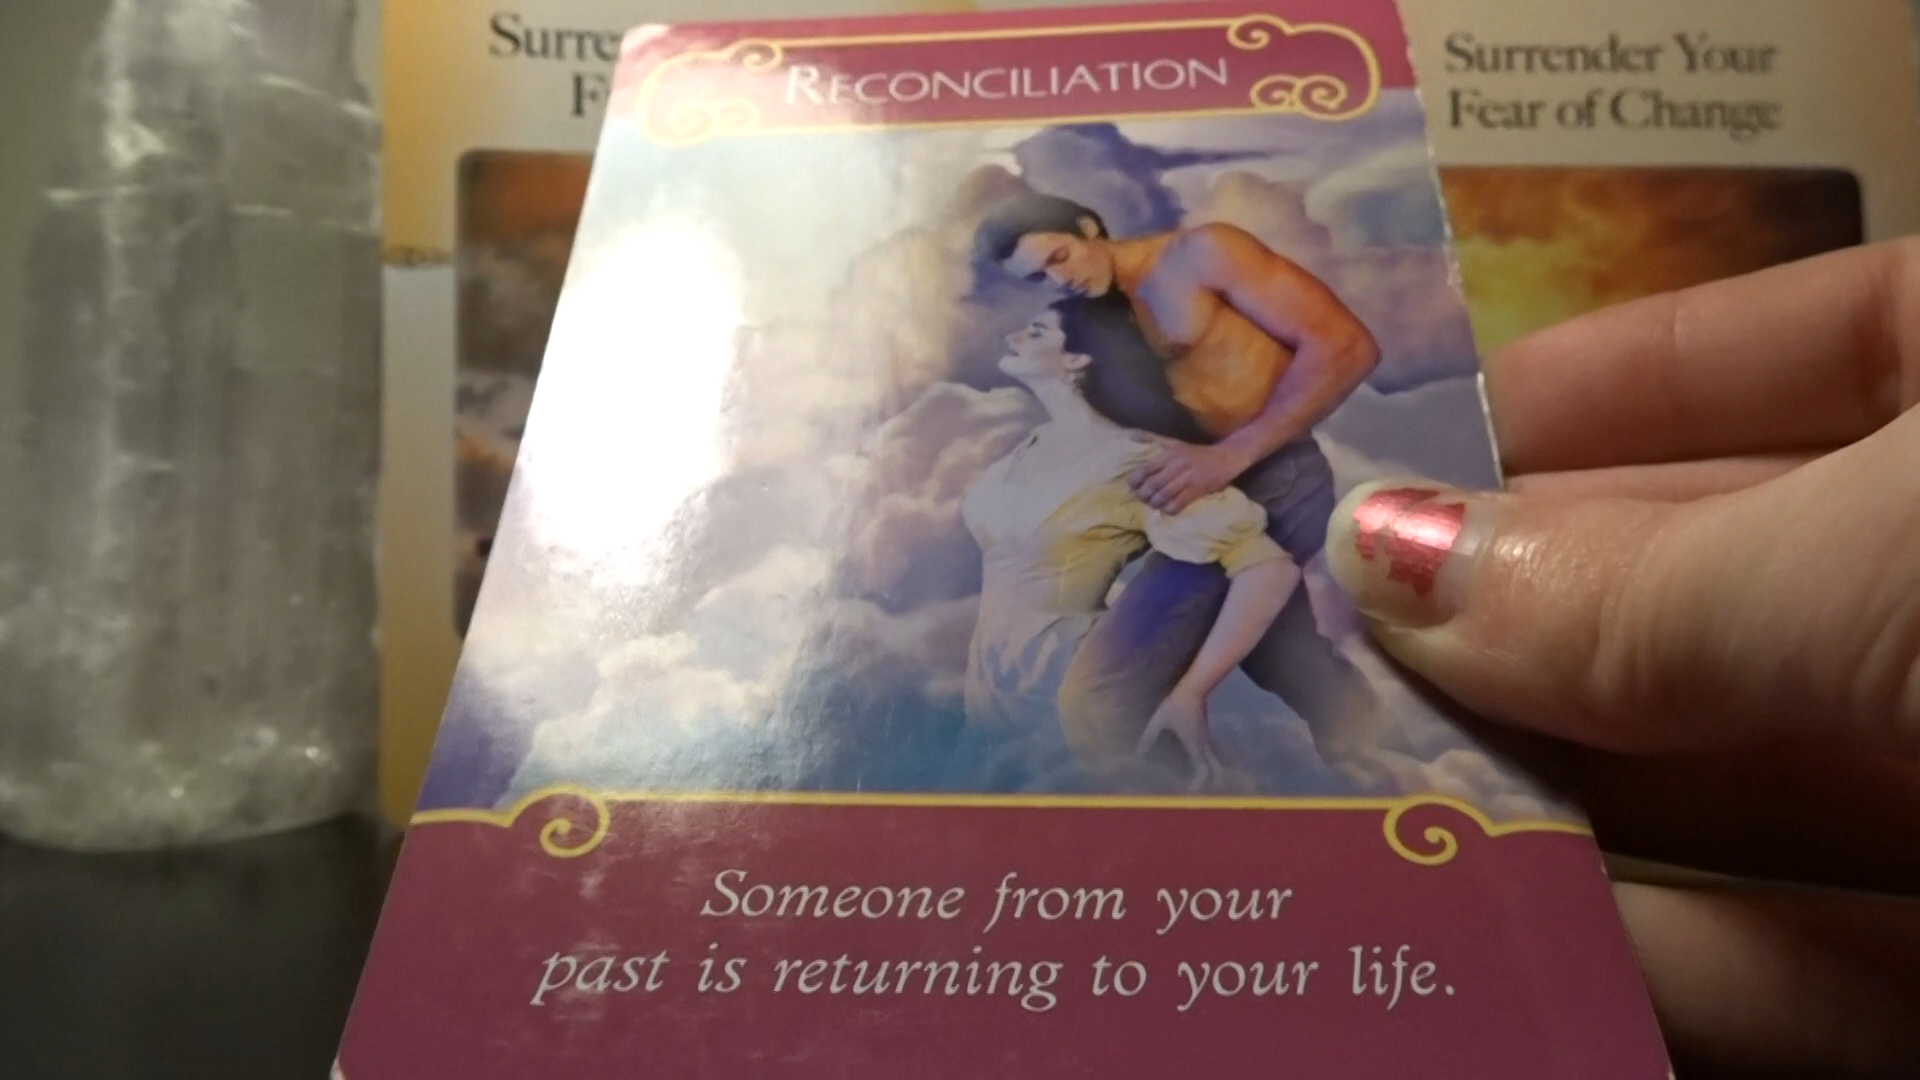 RECONCILIATION
Surrender Your
Fear of Change
Someone from your
past is returning to your life.